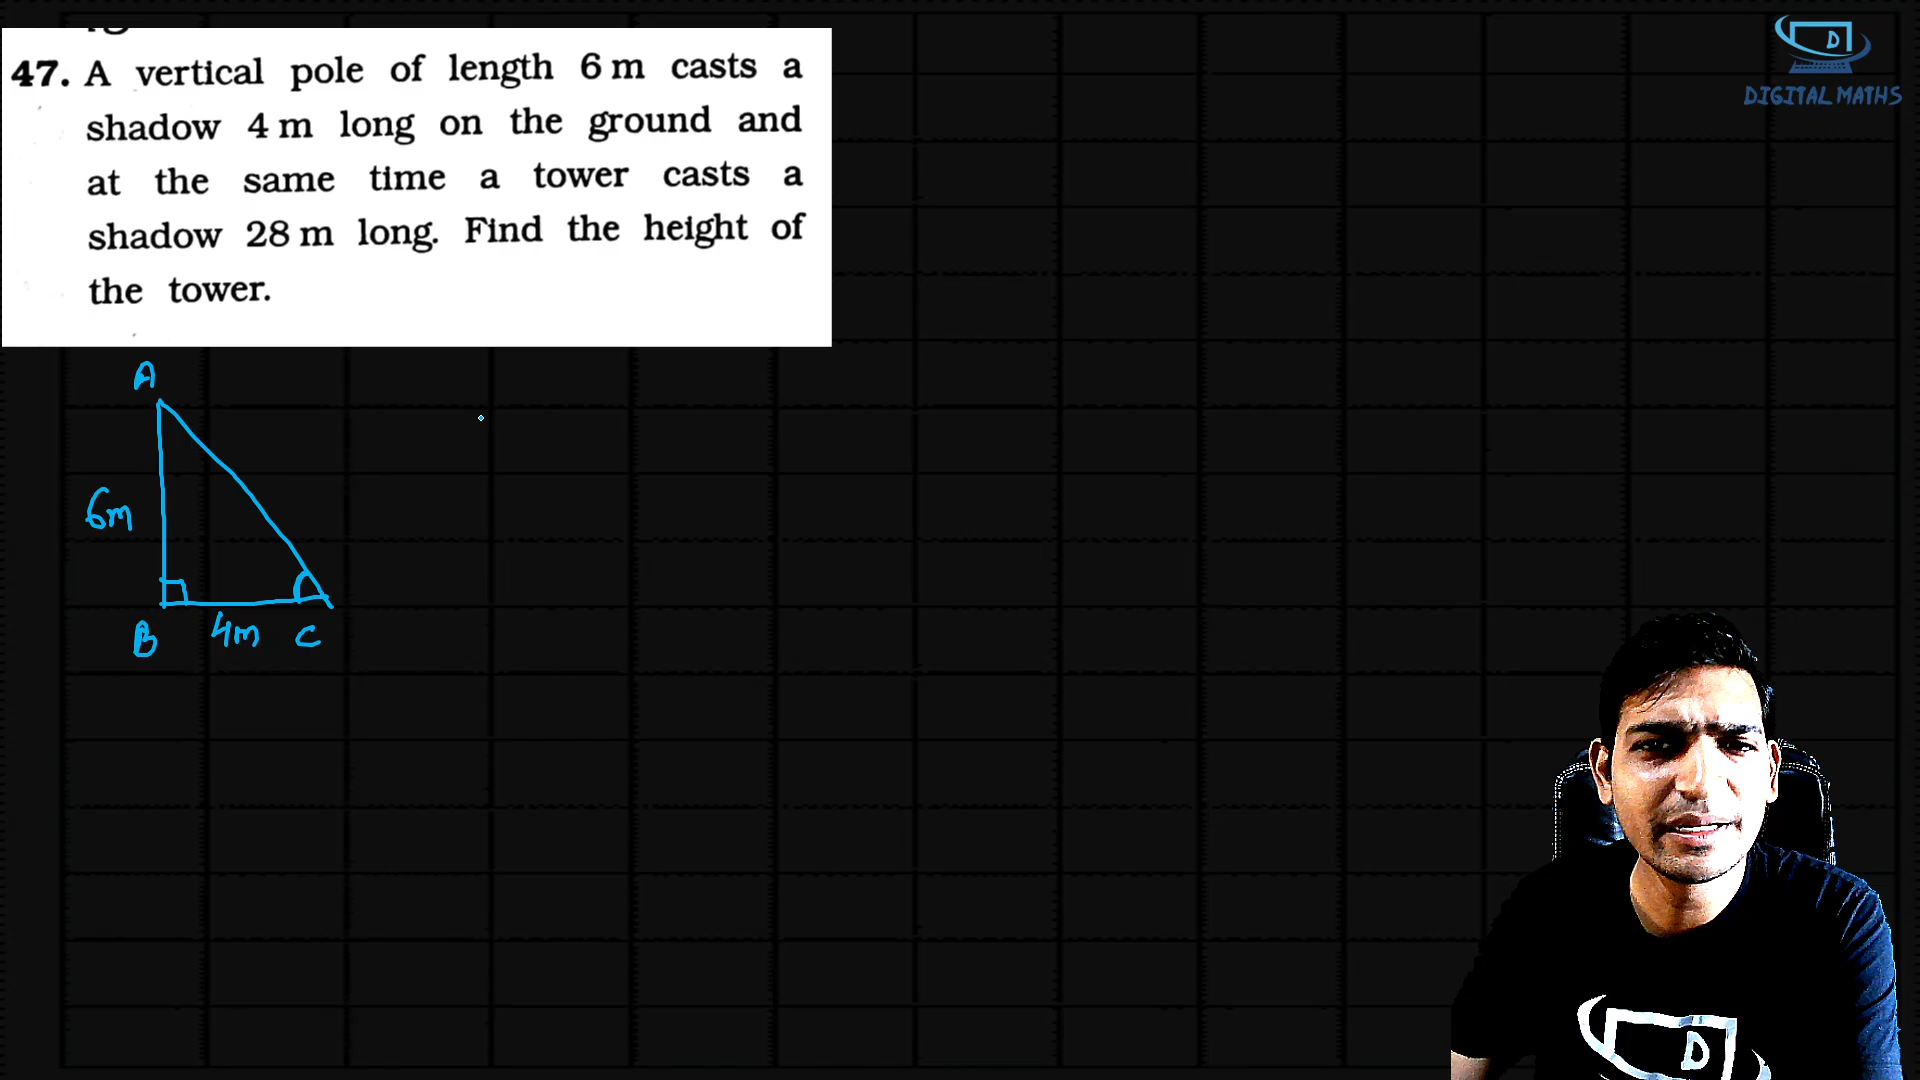 47. A vertical pole of length 6 m casts a
shadow 4 m long on the ground and
at the same time a tower casts a
shadow 28 m long. Find the height of
the tower.
D
DIGITAL MATHS
A
6m
B 4m C
D